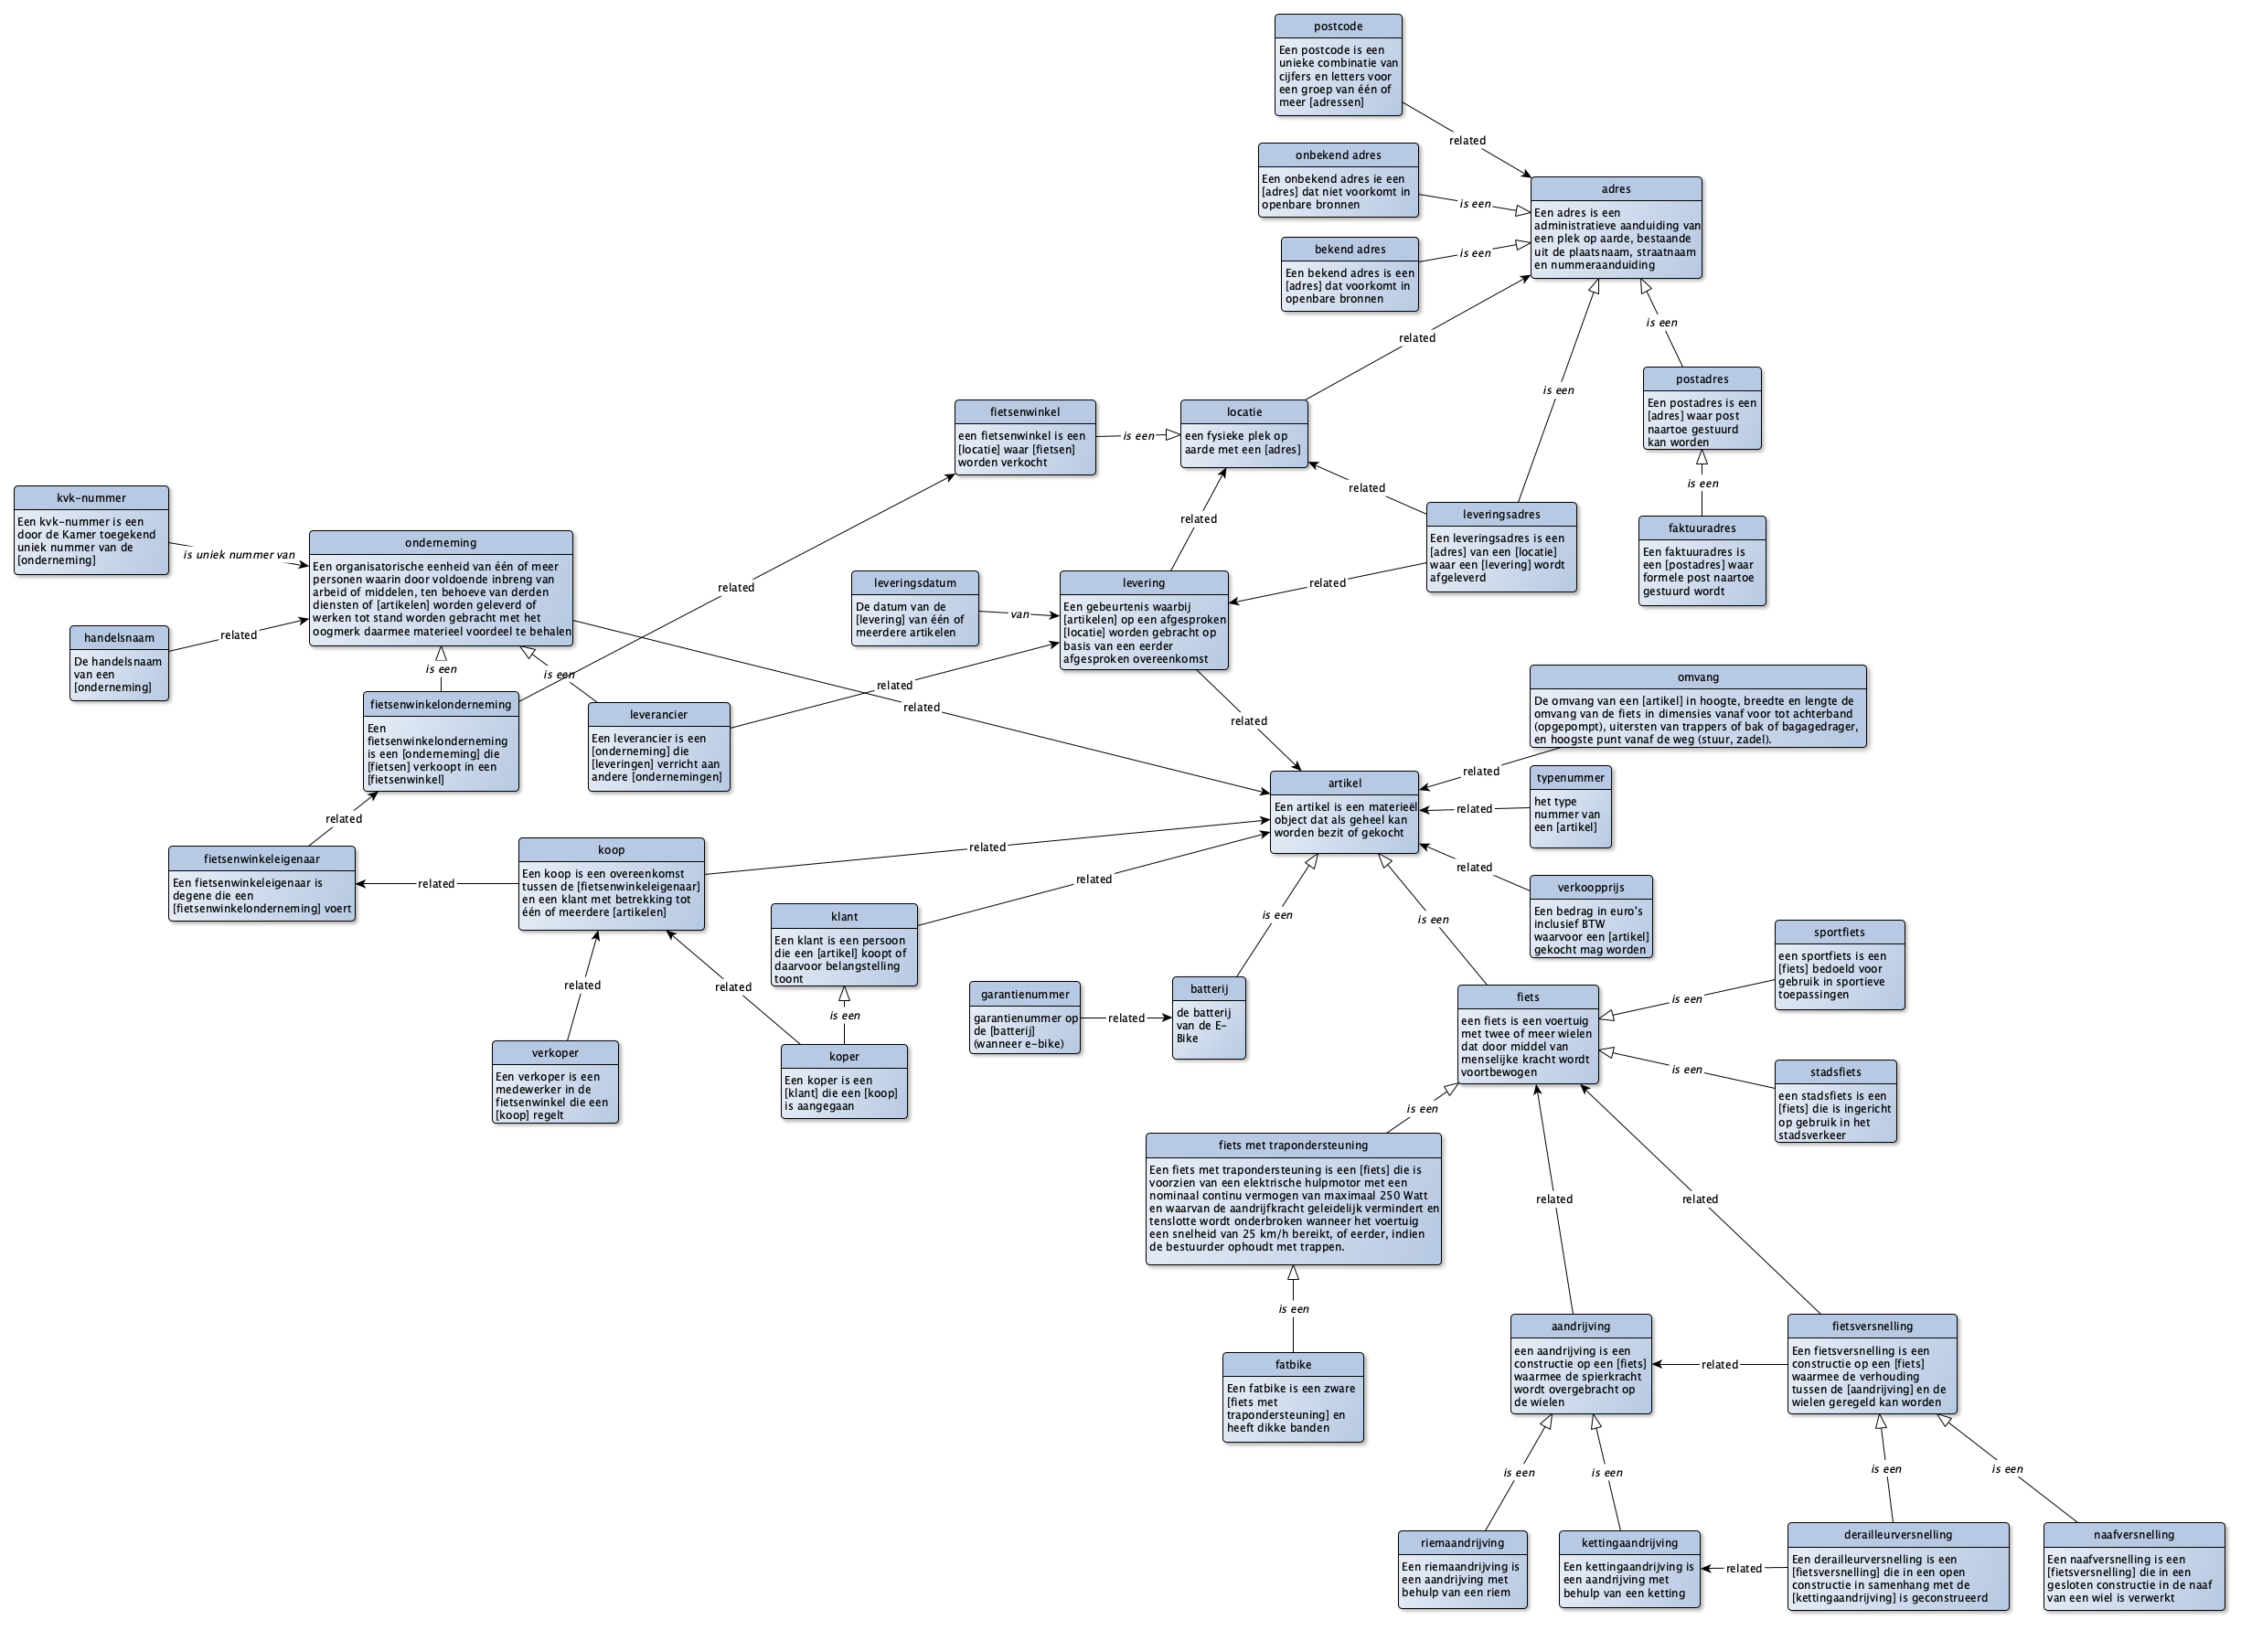 postcode
Een postcode is een
unieke combinatie van
cijfers en letters voor
een groep van één of
meer [adressen]
related
onbekend adres
Een onbekend adres ie een
[adres] dat niet voorkomt in
openbare bronnen
is een
adres
Een adres is een
administratieve aanduiding van
een plek op aarde, bestaande
uit de plaatsnaam, straatnaam
en nummeraanduiding
bekend adres
Een bekend adres is een
[adres] dat voorkomt in
openbare bronnen
is een
is een
related
is een
postadres
Een postadres is een
[adres] waar post
naartoe gestuurd
kan worden
is een
faktuuradres
Een faktuuradres is
een [postadres] waar
formele post naartoe
gestuurd wordt
fietsenwinkel
een fietsenwinkel is een
[locatie] waar [fietsen]
worden verkocht
is een
locatie
een fysieke plek op
aarde met een [adres]
related
leveringsadres
Een leveringsadres is een
[adres] van een [locatie]
waar een [levering] wordt
afgeleverd
related
related
kvk-nummer
Een kvk-nummer is een
door de Kamer toegekend
uniek nummer van de
[onderneming]
is uniek nummer van
onderneming
Een organisatorische eenheid van één of meer
personen waarin door voldoende inbreng van
arbeid of middelen, ten behoeve van derden
diensten of [artikelen] worden geleverd of
werken tot stand worden gebracht met het
oogmerk daarmee materieel voordeel te behalen
related
leveringsdatum
De datum van de
[levering] van één of
meerdere artikelen
van
levering
Een gebeurtenis waarbij
[artikelen] op een afgesproken
[locatie] worden gebracht op
basis van een eerder
afgesproken overeenkomst
handelsnaam
De handelsnaam
van een
[onderneming]
related
is een
is een
fietsenwinkelonderneming
Een
fietsenwinkelonderneming
is een [onderneming] die
[fietsen] verkoopt in een
[fietsenwinkel]
leverancier
Een leverancier is een
[onderneming] die
[leveringen] verricht aan
andere [ondernemingen]
related
related
related
omvang
De omvang van een [artikel] in hoogte, breedte en lengte de
omvang van de fiets in dimensies vanaf voor tot achterband
(opgepompt), uitersten van trappers of bak of bagagedrager,
en hoogste punt vanaf de weg (stuur, zadel).
related
artikel
Een artikel is een materieël
object dat als geheel kan
worden bezit of gekocht
typenummer
het type
nummer van
een [artikel]
related
related
verkoopprijs
Een bedrag in euro's
inclusief BTW
waarvoor een [artikel]
gekocht mag worden
related
fietsenwinkeleigenaar
Een fietsenwinkeleigenaar is
degene die een
[fietsenwinkelonderneming] voert
related
koop
Een koop is een overeenkomst
tussen de [fietsenwinkeleigenaar]
en een klant met betrekking tot
één of meerdere [artikelen]
related
related
klant
Een klant is een persoon
die een [artikel] koopt of
daarvoor belangstelling
toont
is een
is een
related
related
is een
verkoper
Een verkoper is een
medewerker in de
fietsenwinkel die een
[koop] regelt
koper
Een koper is een
[klant] die een [koop]
is aangegaan
garantienummer
garantienummer op
de [batterij]
(wanneer e-bike)
related
batterij
de batterij
van de E-
Bike
fiets
een fiets is een voertuig
met twee of meer wielen
dat door middel van
menselijke kracht wordt
voortbewogen
is een
sportfiets
een sportfiets is een
[fiets] bedoeld voor
gebruik in sportieve
toepassingen
is een
stadsfiets
een stadsfiets is een
[fiets] die is ingericht
op gebruik in het
stadsverkeer
is een
fiets met trapondersteuning
Een fiets met trapondersteuning is een [fiets] die is
voorzien van een elektrische hulpmotor met een
nominaal continu vermogen van maximaal 250 Watt
en waarvan de aandrijfkracht geleidelijk vermindert en
tenslotte wordt onderbroken wanneer het voertuig
een snelheid van 25 km/h bereikt, of eerder, indien
de bestuurder ophoudt met trappen.
related
related
is een
fatbike
Een fatbike is een zware
[fiets met
trapondersteuning] en
heeft dikke banden
aandrijving
een aandrijving is een
constructie op een [fiets]
waarmee de spierkracht
wordt overgebracht op
de wielen
related
fietsversnelling
Een fietsversnelling is een
constructie op een [fiets]
waarmee de verhouding
tussen de [aandrijving] en de
wielen geregeld kan worden
is een
is een
is een
is een
riemaandrijving
Een riemaandrijving is
een aandrijving met
behulp van een riem
kettingaandrijving
Een kettingaandrijving is
een aandrijving met
behulp van een ketting
related
derailleurversnelling
Een derailleurversnelling is een
[fietsversnelling] die in een open
constructie in samenhang met de
[kettingaandrijving] is geconstrueerd
naafversnelling
Een naafversnelling is een
[fietsversnelling] die in een
gesloten constructie in de naaf
van een wiel is verwerkt